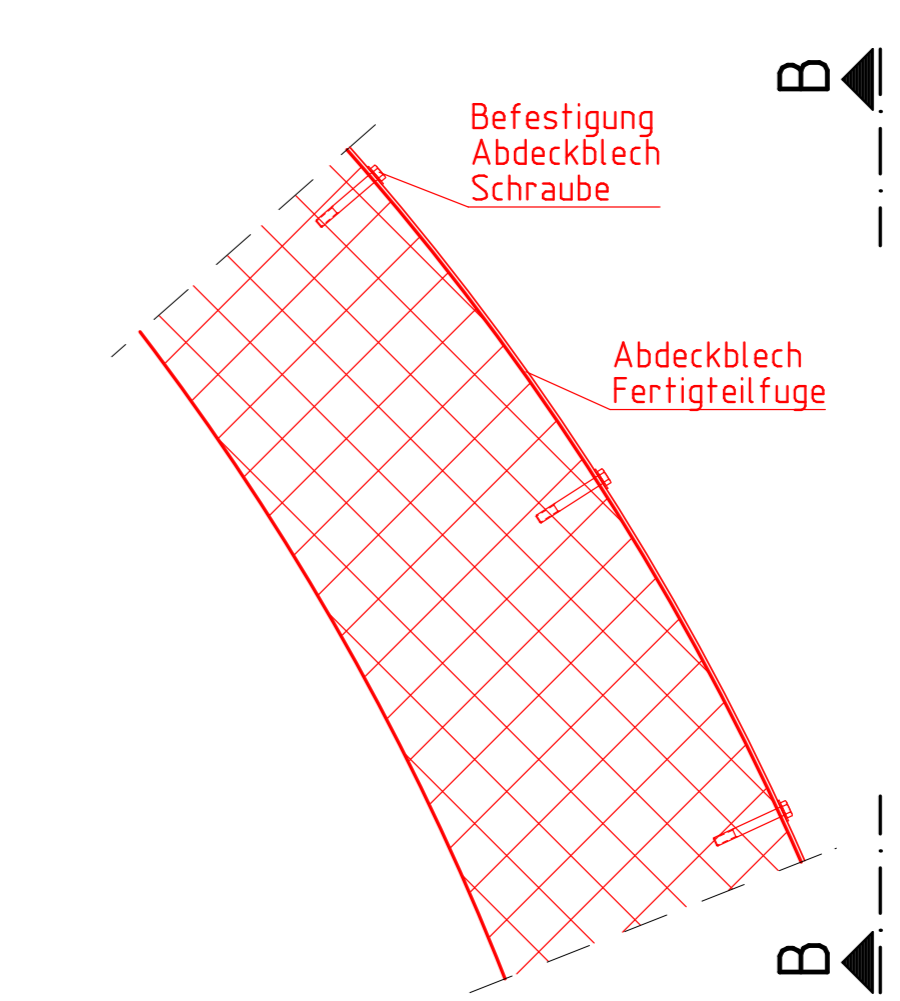 B
Befestigung
Abdeckblech
Schraube
Abdeckblech
Fertigteilfuge
B